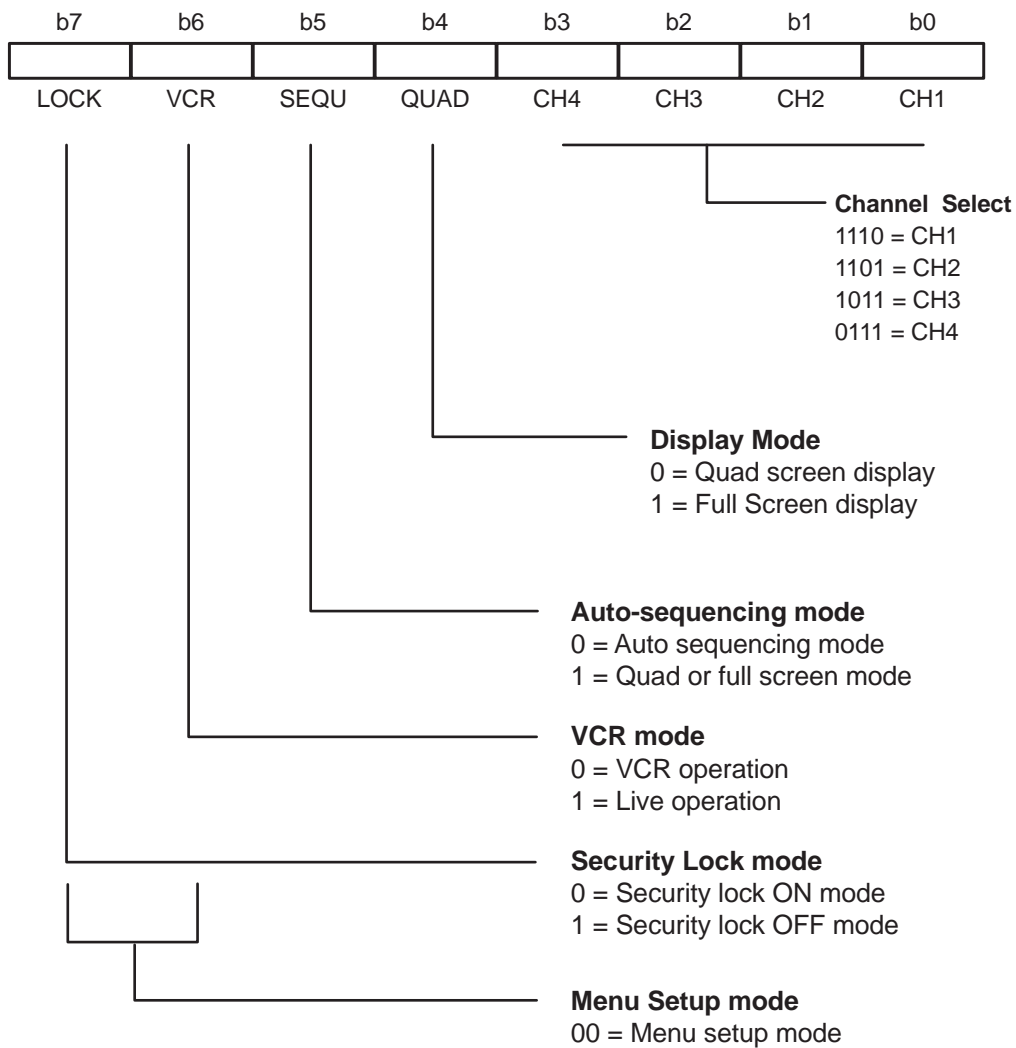 b7 b6 b5 b4 b3 b2 b1 b0
LOCK VCR SEQU QUAD CH4 CH3 CH2 CH1
Channel Select
1110 = CH1
1101 = CH2
1011 = CH3
0111 = CH4
Display Mode
0 = Quad screen display
1 = Full Screen display
Auto-sequencing mode
0 = Auto sequencing mode
1 = Quad or full screen mode
VCR mode
0 = VCR operation
1 = Live operation
Security Lock mode
0 = Security lock ON mode
1 = Security lock OFF mode
Menu Setup mode
00 = Menu setup mode